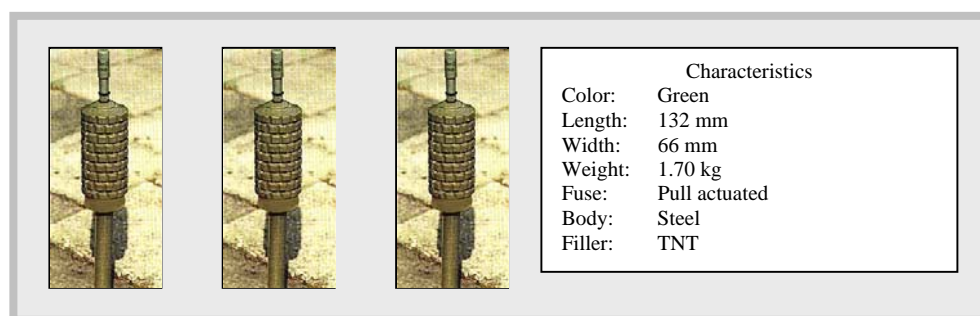 Characteristics
Color: Green
Length: 132 mm
Width: 66 mm
Weight: 1.70 kg
Fuse: Pull actuated
Body: Steel
Filler: TNT